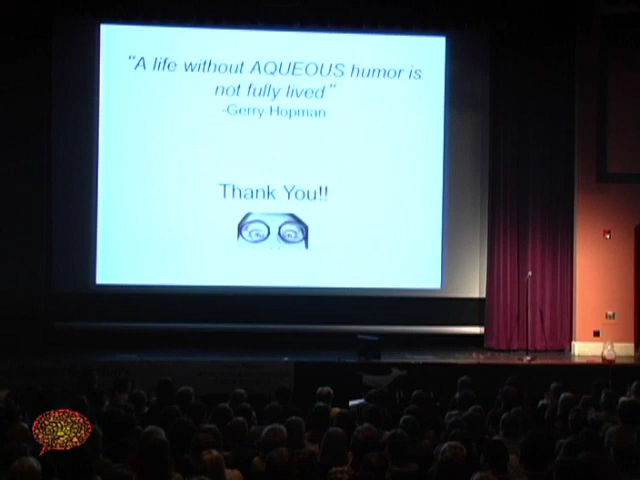 "A life without AQUEOUS humor is
not fully lived"
-Gerry Hopman
Thank You!!